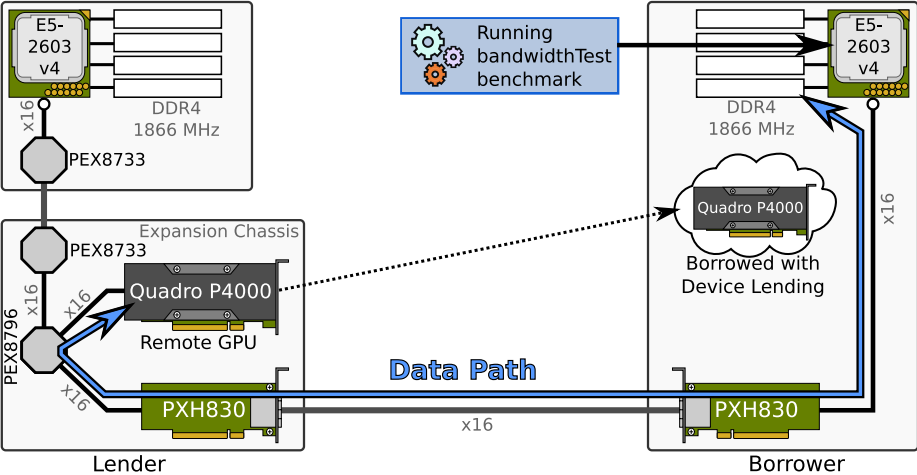 E5-
2603
v4
DDR4
1866 MHz
x16
PEX8733
PEX8733
Expansion Chassis
x16
x16
Quadro P4000
Remote GPU
PEX8796
x16
PXH830
Lender
Running
bandwidthTest
benchmark
Data Path
x16
E5-
2603
v4
DDR4
1866 MHz
Quadro P4000
Borrowed with
Device Lending
x16
PXH830
Borrower